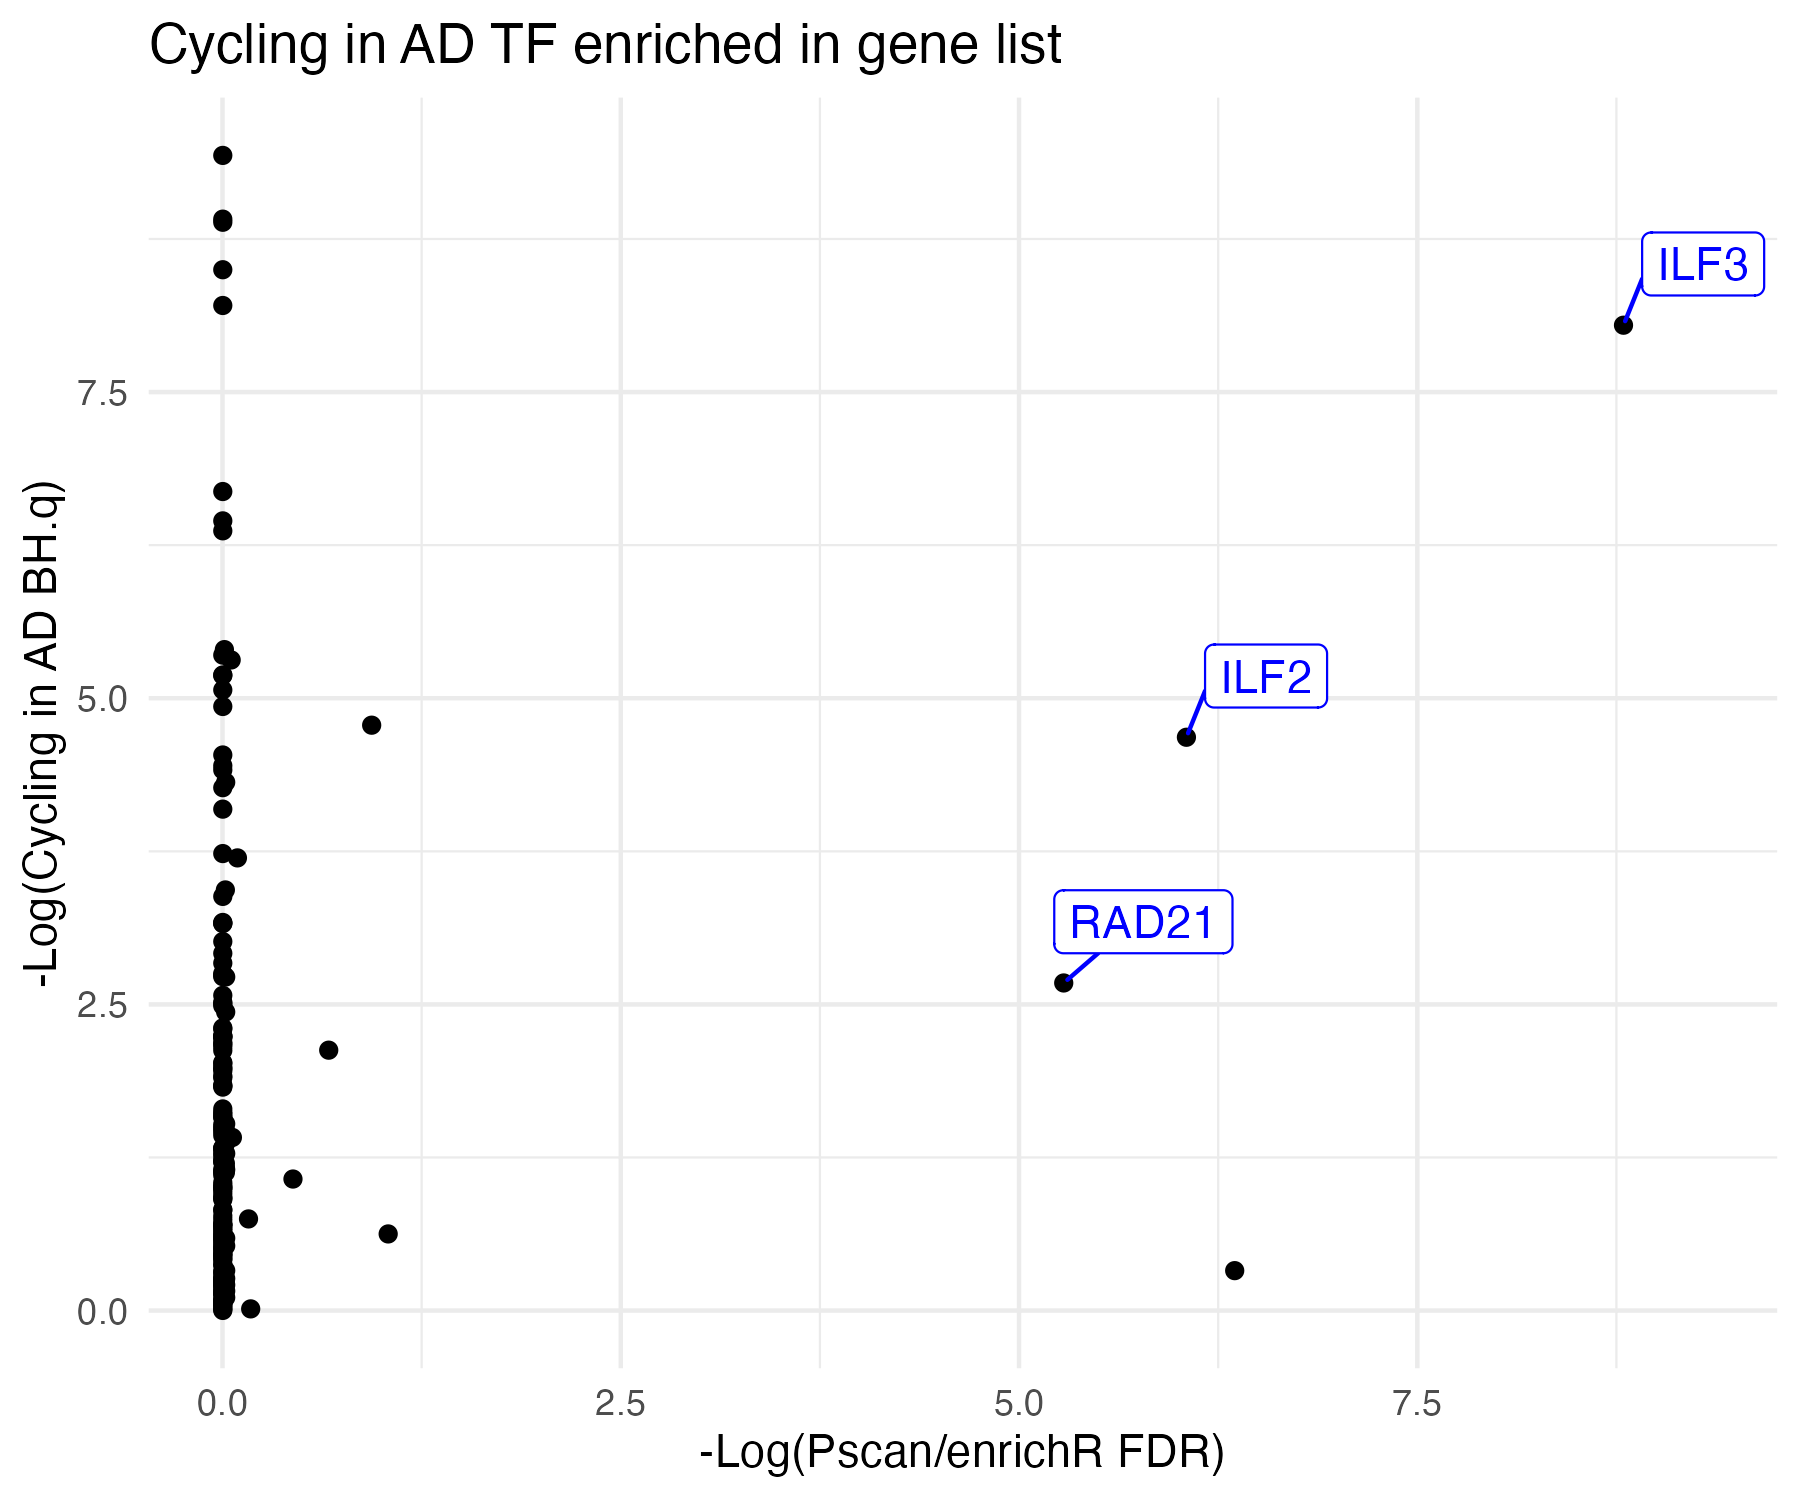 Cycling in AD TF enriched in gene list
ILF3
7.5
ILF2
5.0
-Log(Cycling in AD BH.q)
RAD21
2.5
0.0
0.0 2.5 5.0 7.5
-Log(Pscan/enrichR FDR)